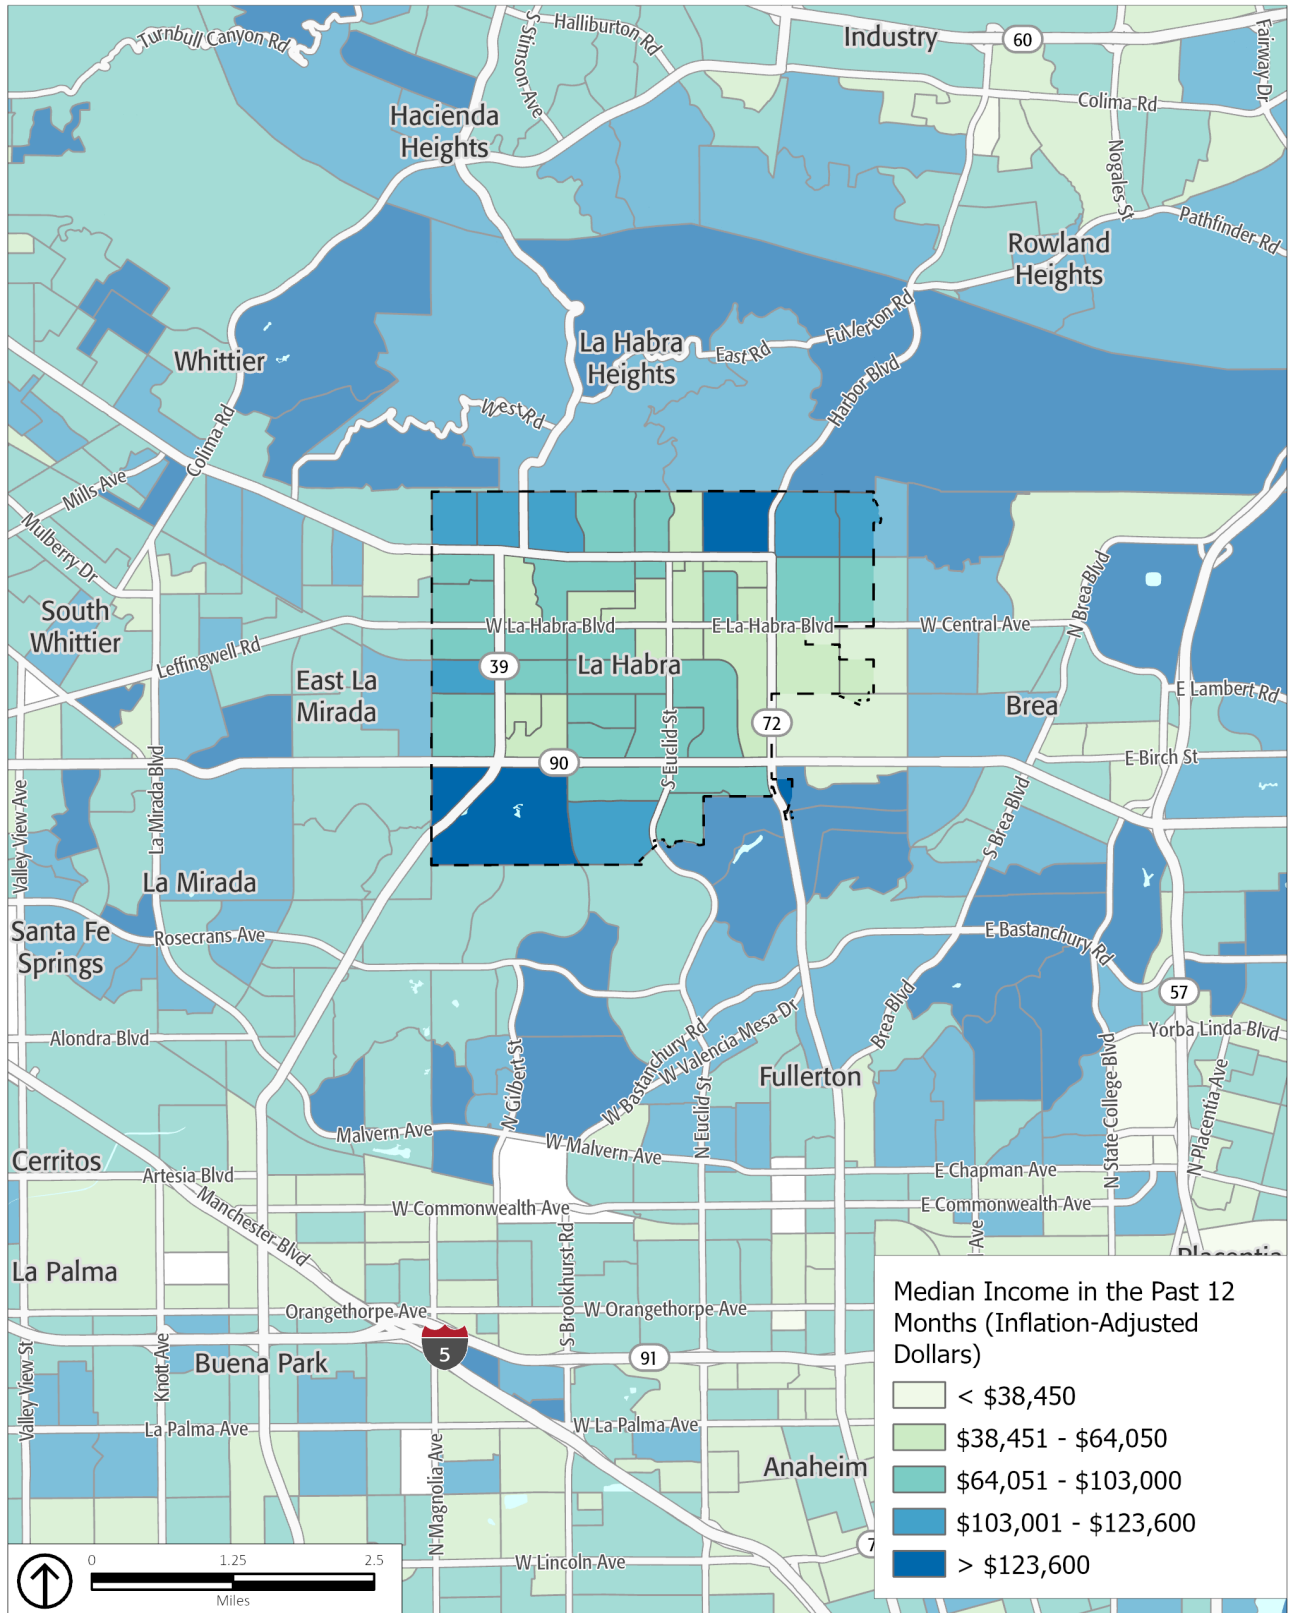 Turnbull Canyon Rd
S Stimson Ave
Halliburton Rd
Industry
60
Fairway Dr
Colima Rd
Hacienda
Heights
Nogales St
Pathfinder Rd
Rowland
Heights
Whittier
La Habra
Heights
East Rd
Fullerton Rd
Harbor Blvd
West Rd
Colima Rd
Mills Ave
Mulberry Dr
South
Whittier
Leffingwell Rd
W La Habra Blvd
E La Habra Blvd
W Central Ave
N Brea Blvd
39
La Habra
East La
Mirada
E Lambert Rd
Brea
72
S Euclid St
90
E Birch St
La Mirada Blvd
Valley View Ave
S Brea Blvd
La Mirada
Santa Fe
Springs
Rosecrans Ave
E Bastanchury Rd
57
Alondra Blvd
N Gilbert St
W Bastanchury Rd
W Valencia Mesa Dr
Brea Blvd
Yorba Linda Blvd
Fullerton
N Euclid St
N State College Blvd
N Placentia Ave
Malvern Ave
W Malvern Ave
Cerritos
Artesia Blvd
E Chapman Ave
Manchester Blvd
W Commonwealth Ave
E Commonwealth Ave
Ave
Placentia
La Palma
S Brookhurst Rd
Orangethorpe Ave
W Orangethorpe Ave
5
91
Valley View St
Knott Ave
Buena Park
La Palma Ave
W La Palma Ave
N Magnolia Ave
Anaheim
W Lincoln Ave
7
Median Income in the Past 12
Months (Inflation-Adjusted
Dollars)
< $38,450
$38,451 - $64,050
$64,051 - $103,000
$103,001 - $123,600
> $123,600
0 1.25 2.5
Miles